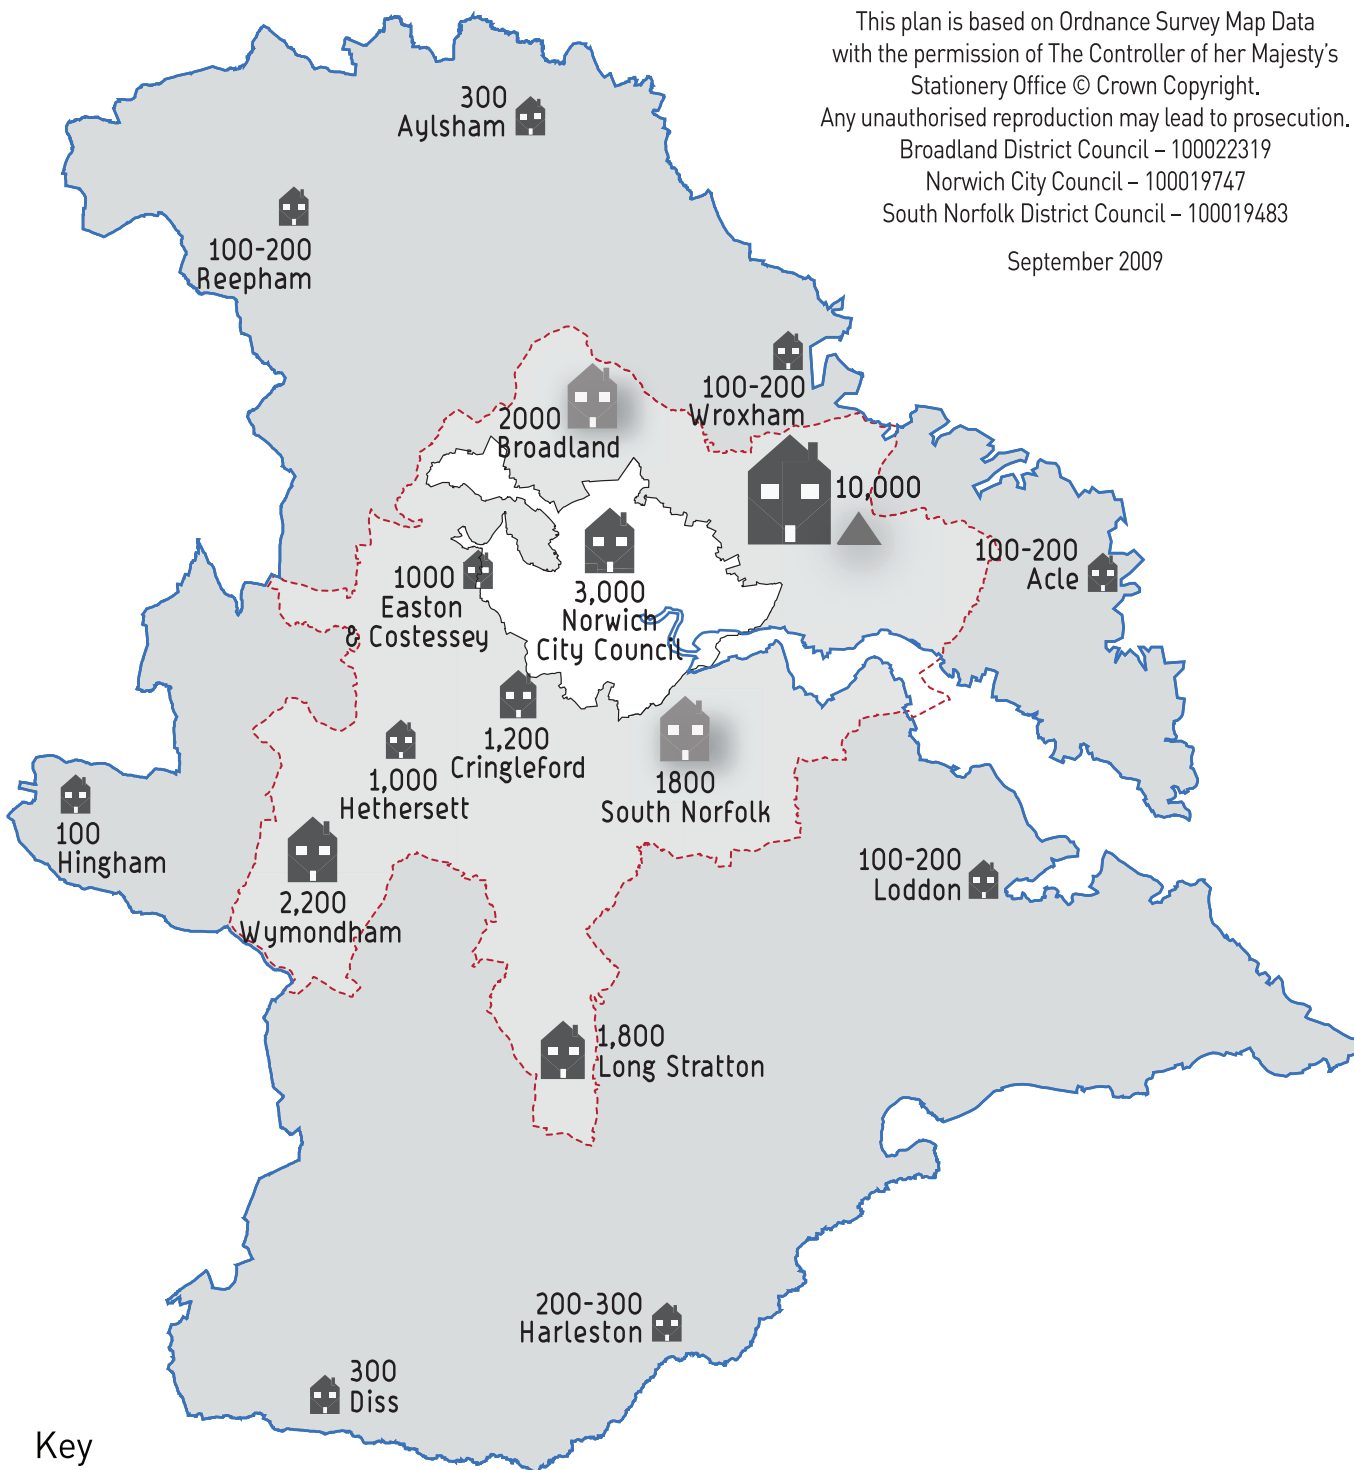 This plan is based on Ordnance Survey Map Data
with the permission of The Controller of her Majesty's
Stationery Office © Crown Copyright.
Any unauthorised reproduction may lead to prosecution.
Broadland District Council – 100022319
Norwich City Council – 100019747
South Norfolk District Council – 100019483
September 2009
300
Aylsham
100-200
Reepham
100-200
Wroxham
2000
Broadland
10,000
100-200
Acle
1000
Easton
& Costessey
3,000
Norwich
City Council
1,200
Cringleford
1,000
Hethersett
1800
South Norfolk
100
Hingham
2,200
Wymondham
100-200
Loddon
1,800
Long Stratton
200-300
Harleston
300
Diss
Key